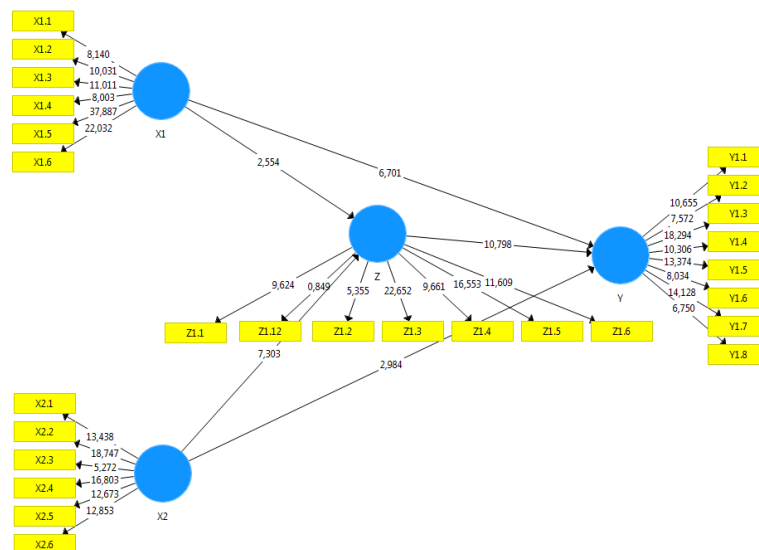 X1.1
X1.2
X1.3
X1.4
X1.5
X1.6
8,140
10,031
11,011
8,003
37,887
22,032
X1
2,554
6,701
Z
10,798
Y
Y1.1
Y1.2
Y1.3
Y1.4
Y1.5
Y1.6
Y1.7
Y1.8
10,655
7,572
18,294
10,306
13,374
8,034
14,128
6,750
9,624
0,849
5,355
22,652
9,661
16,553
11,609
Z1.1
Z1.12
Z1.2
Z1.3
Z1.4
Z1.5
Z1.6
7,303
2,984
X2.1
X2.2
X2.3
X2.4
X2.5
X2.6
13,438
18,747
5,272
16,803
12,673
12,853
X2